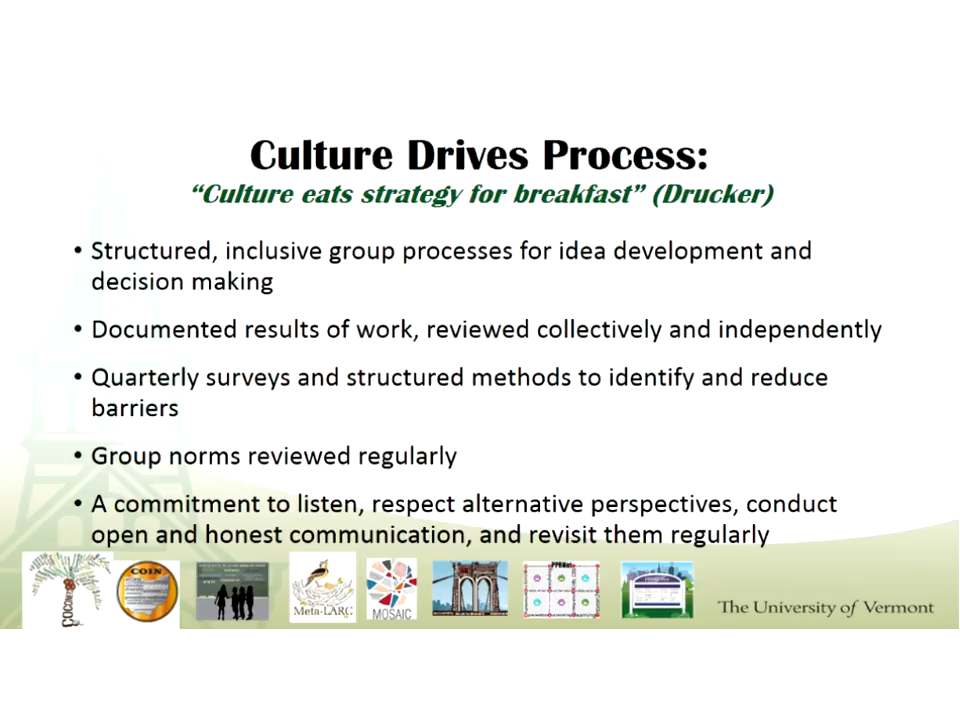 Culture Drives Process:
“Culture eats strategy for breakfast” (Drucker)
• Structured, inclusive group processes for idea development and
decision making
• Documented results of work, reviewed collectively and independently
• Quarterly surveys and structured methods to identify and reduce
barriers
• Group norms reviewed regularly
• A commitment to listen, respect alternative perspectives, conduct
open and honest communication, and revisit them regularly
COIN
Meta-LARC
MOSAIC
PPRNet
The University of Vermont